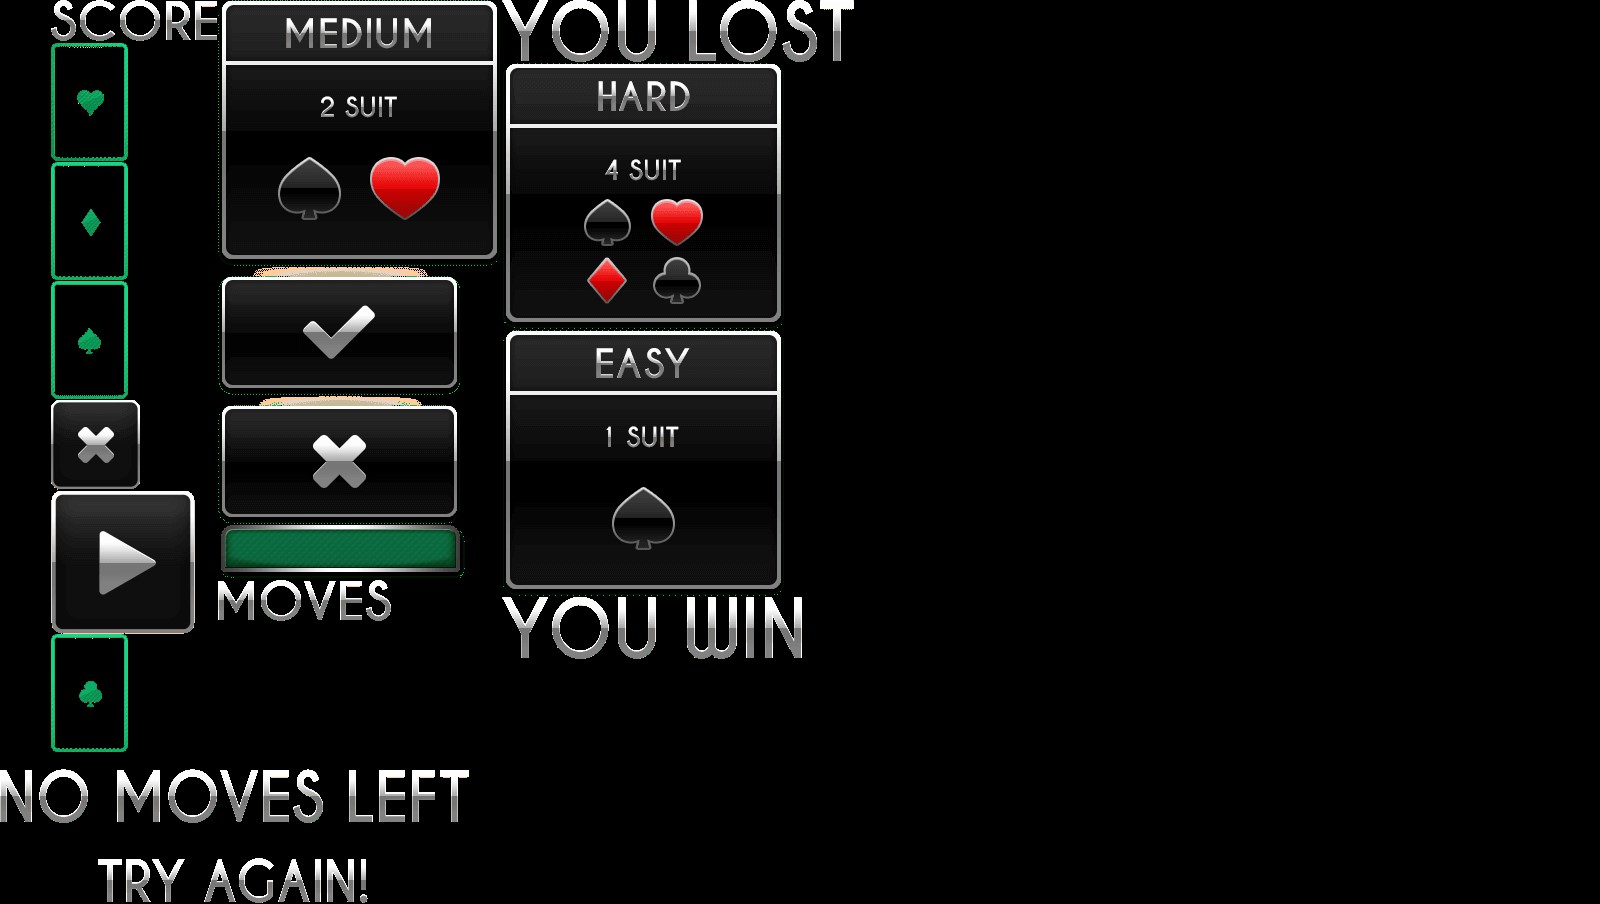 SCORE
MEDIUM
2 SUIT
YOU LOST
HARD
4 SUIT
EASY
1 SUIT
MOVES
YOU WIN
NO MOVES LEFT
TRY AGAIN!